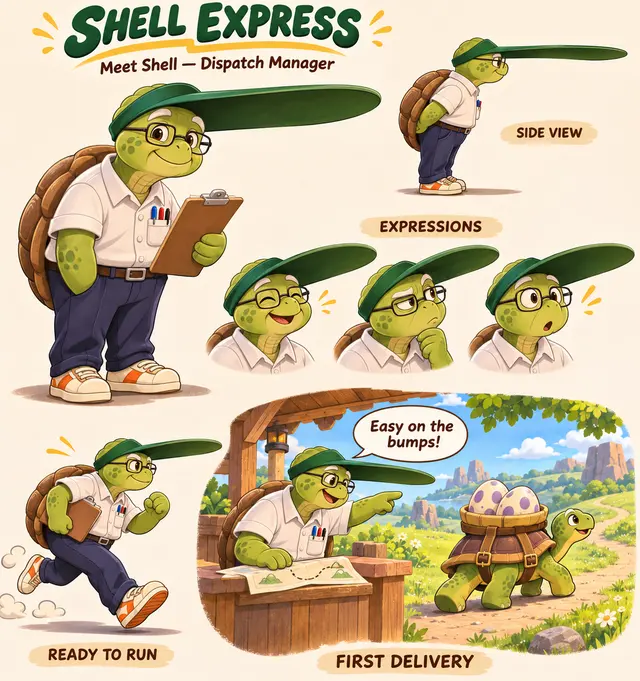 SHELL EXPRESS
Meet Shell — Dispatch Manager
SIDE VIEW
EXPRESSIONS
Easy on the
bumps!
READY TO RUN
FIRST DELIVERY